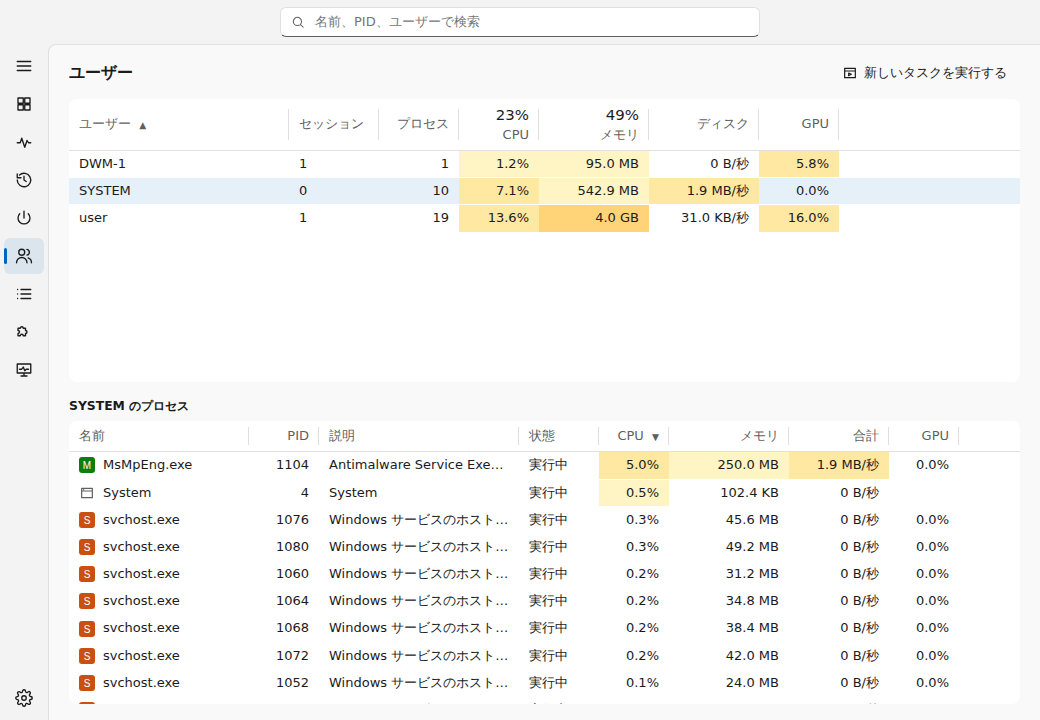 名前、PID、ユーザーで検索
ユーザー
新しいタスクを実行する
ユーザー ▲ セッション プロセス 23% CPU 49% メモリ ディスク GPU
DWM-1 1 1 1.2% 95.0 MB 0 B/秒 5.8%
SYSTEM 0 10 7.1% 542.9 MB 1.9 MB/秒 0.0%
user 1 19 13.6% 4.0 GB 31.0 KB/秒 16.0%
SYSTEM のプロセス
名前 PID 説明 状態 CPU ▼ メモリ 合計 GPU
M MsMpEng.exe 1104 Antimalware Service Exe... 実行中 5.0% 250.0 MB 1.9 MB/秒 0.0%
System 4 System 実行中 0.5% 102.4 KB 0 B/秒
S svchost.exe 1076 Windows サービスのホスト... 実行中 0.3% 45.6 MB 0 B/秒 0.0%
S svchost.exe 1080 Windows サービスのホスト... 実行中 0.3% 49.2 MB 0 B/秒 0.0%
S svchost.exe 1060 Windows サービスのホスト... 実行中 0.2% 31.2 MB 0 B/秒 0.0%
S svchost.exe 1064 Windows サービスのホスト... 実行中 0.2% 34.8 MB 0 B/秒 0.0%
S svchost.exe 1068 Windows サービスのホスト... 実行中 0.2% 38.4 MB 0 B/秒 0.0%
S svchost.exe 1072 Windows サービスのホスト... 実行中 0.2% 42.0 MB 0 B/秒 0.0%
S svchost.exe 1052 Windows サービスのホスト... 実行中 0.1% 24.0 MB 0 B/秒 0.0%